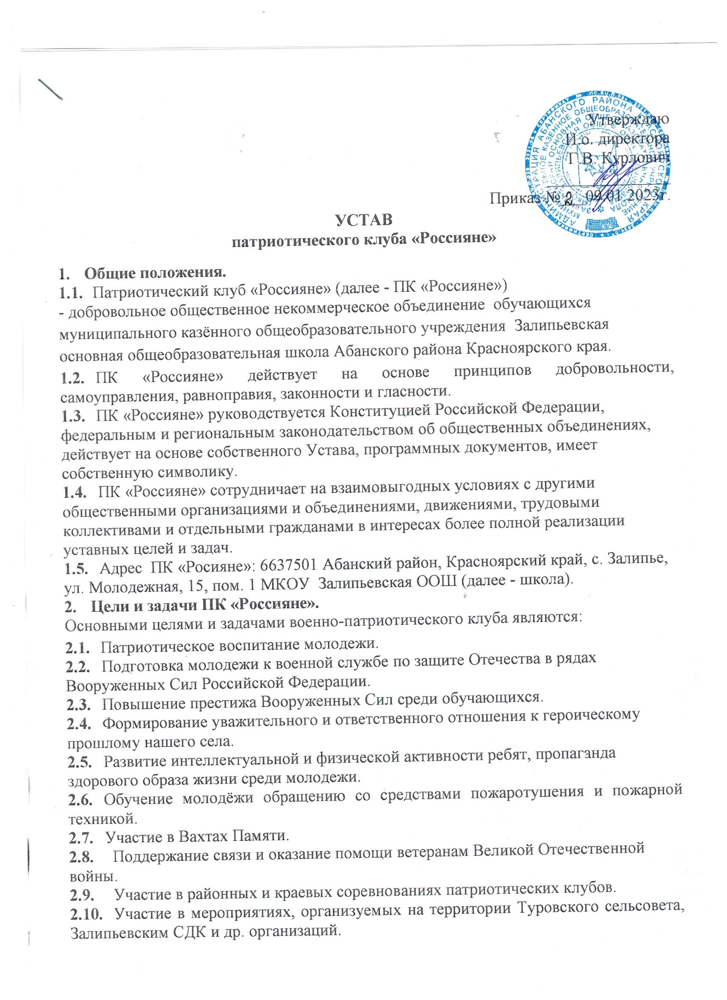 Утверждаю
И.о. директора
Г.В. Курлович
Приказ № 2 09.01.2023г.
УСТАВ
патриотического клуба «Россияне»
1. Общие положения.
1.1. Патриотический клуб «Россияне» (далее - ПК «Россияне»)
- добровольное общественное некоммерческое объединение обучающихся
муниципального казённого общеобразовательного учреждения Залипьевская
основная общеобразовательная школа Абанского района Красноярского края.
1.2. ПК «Россияне» действует на основе принципов добровольности,
самоуправления, равноправия, законности и гласности.
1.3. ПК «Россияне» руководствуется Конституцией Российской Федерации,
федеральным и региональным законодательством об общественных объединениях,
действует на основе собственного Устава, программных документов, имеет
собственную символику.
1.4. ПК «Россияне» сотрудничает на взаимовыгодных условиях с другими
общественными организациями и объединениями, движениями, трудовыми
коллективами и отдельными гражданами в интересах более полной реализации
уставных целей и задач.
1.5. Адрес ПК «Росияне»: 6637501 Абанский район, Красноярский край, с. Залипье,
ул. Молодежная, 15, пом. 1 МКОУ Залипьевская ООШ (далее - школа).
2. Цели и задачи ПК «Россияне».
Основными целями и задачами военно-патриотического клуба являются:
2.1. Патриотическое воспитание молодежи.
2.2. Подготовка молодежи к военной службе по защите Отечества в рядах
Вооруженных Сил Российской Федерации.
2.3. Повышение престижа Вооруженных Сил среди обучающихся.
2.4. Формирование уважительного и ответственного отношения к героическому
прошлому нашего села.
2.5. Развитие интеллектуальной и физической активности ребят, пропаганда
здорового образа жизни среди молодежи.
2.6. Обучение молодёжи обращению со средствами пожаротушения и пожарной
техникой.
2.7. Участие в Вахтах Памяти.
2.8. Поддержание связи и оказание помощи ветеранам Великой Отечественной
войны.
2.9. Участие в районных и краевых соревнованиях патриотических клубов.
2.10. Участие в мероприятиях, организуемых на территории Туровского сельсовета,
Залипьевским СДК и др. организаций.
АДМИНИСТРАЦИЯ АБАНСКОГО РАЙОНА КРАСНОЯРСКОГО КРАЯ